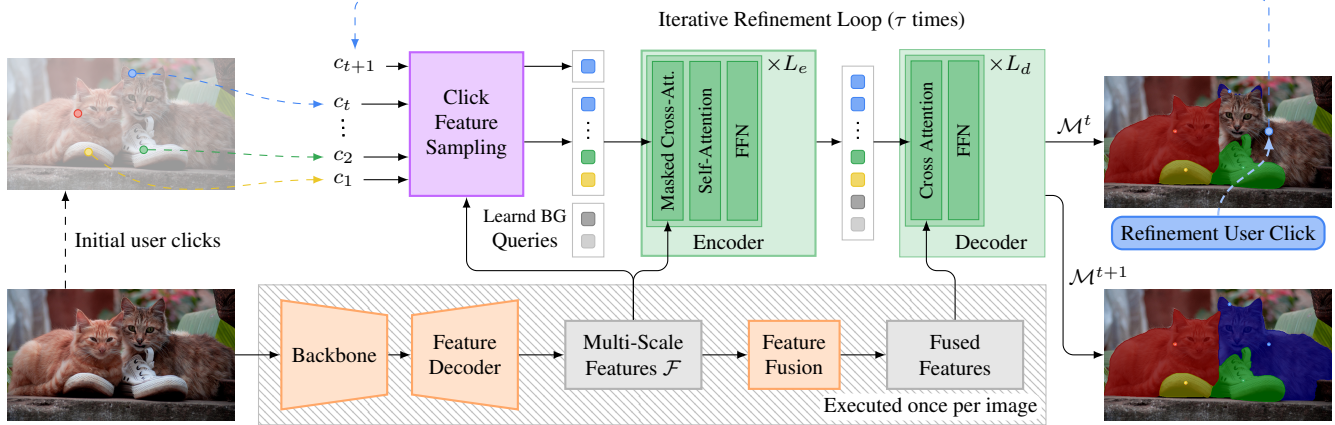 Iterative Refinement Loop (τ times)
c_{t+1}
c_t
⋮
c_2
c_1
Click
Feature
Sampling
Learnd BG
Queries
Masked Cross-Att.
Self-Attention
FFN
×L_e
Encoder
Cross Attention
FFN
×L_d
Decoder
M^t
M^{t+1}
Refinement User Click
Initial user clicks
Backbone
Feature
Decoder
Multi-Scale
Features F
Feature
Fusion
Fused
Features
Executed once per image